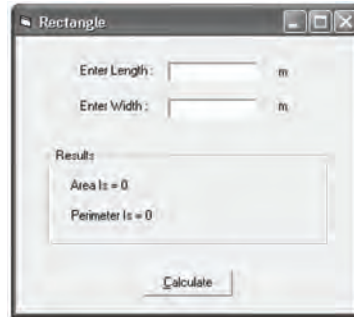 Rectangle
Enter Length : m
Enter Width : m
Results
Area Is = 0
Perimeter Is = 0
Calculate